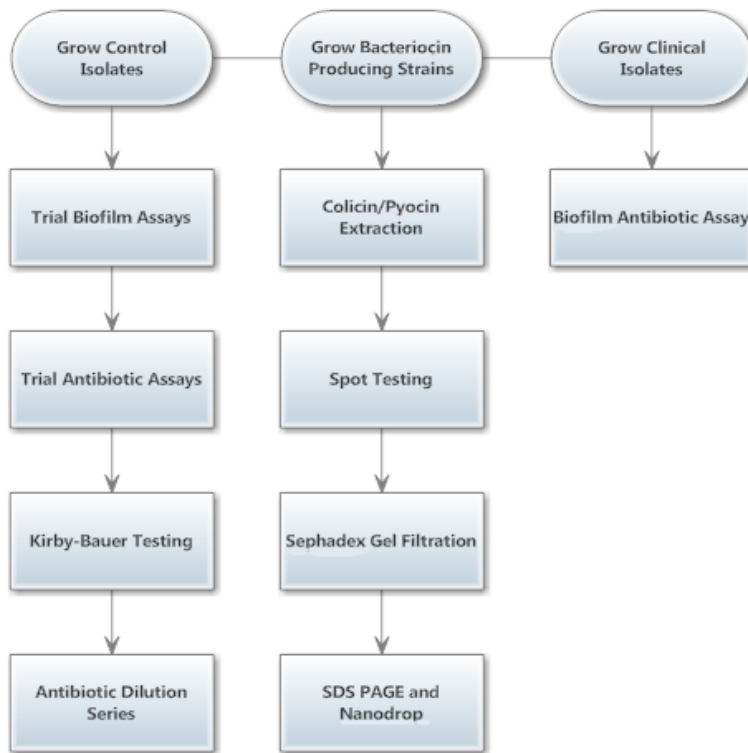 Grow Control
Isolates
Grow Bacteriocin
Producing Strains
Grow Clinical
Isolates
Trial Biofilm Assays
Colicin/Pyocin
Extraction
Biofilm Antibiotic Assay
Trial Antibiotic Assays
Spot Testing
Kirby-Bauer Testing
Sephadex Gel Filtration
Antibiotic Dilution
Series
SDS PAGE and
Nanodrop